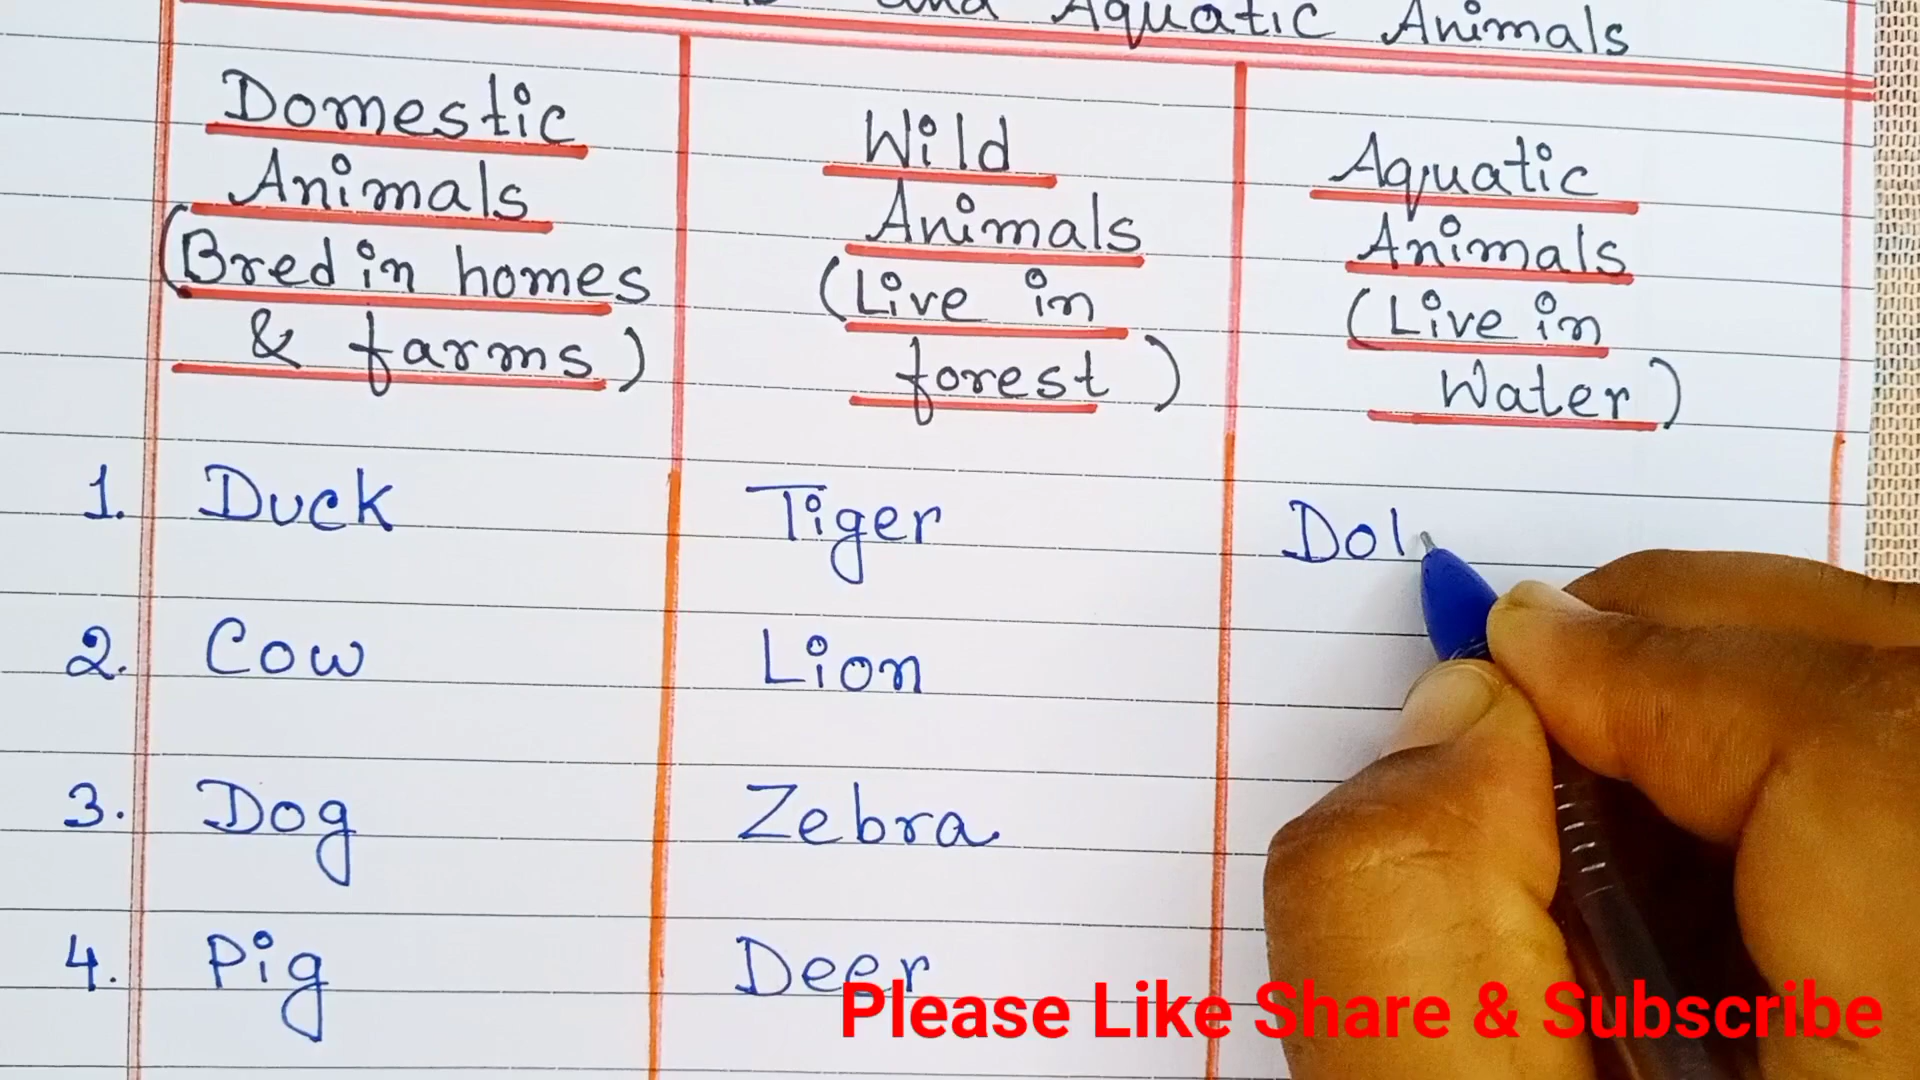 and Aquatic Animals
Domestic
Animals
(Bred in homes
& farms)
Wild
Animals
(Live in
forest)
Aquatic
Animals
(Live in
Water)
1. Duck Tiger Dol
2. Cow Lion
3. Dog Zebra
4. Pig Deer
Please Like Share & Subscribe